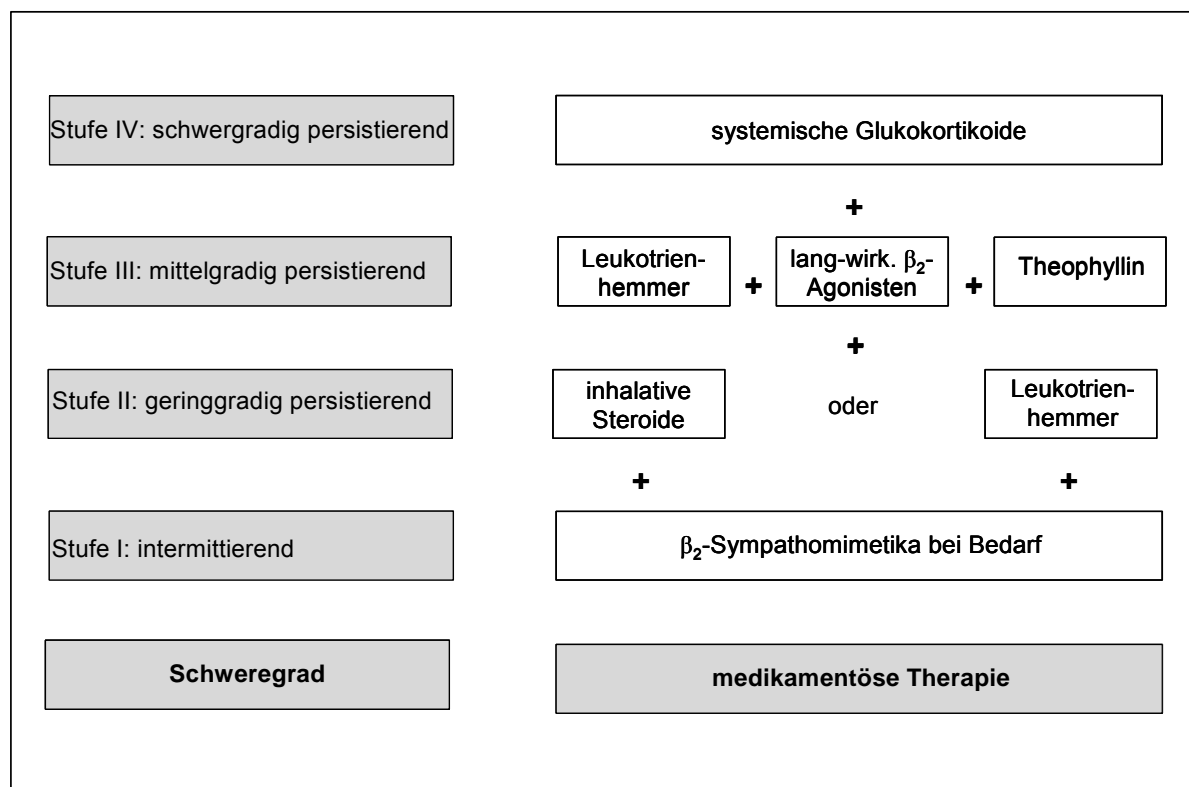 Stufe IV: schwergradig persistierend
systemische Glukokortikoide
+
Stufe III: mittelgradig persistierend
Leukotrien-
hemmer
+
lang-wirk. β2-
Agonisten
+
Theophyllin
+
Stufe II: geringgradig persistierend
inhalative
Steroide
oder
Leukotrien-
hemmer
+
+
Stufe I: intermittierend
β2-Sympathomimetika bei Bedarf
Schweregrad
medikamentöse Therapie